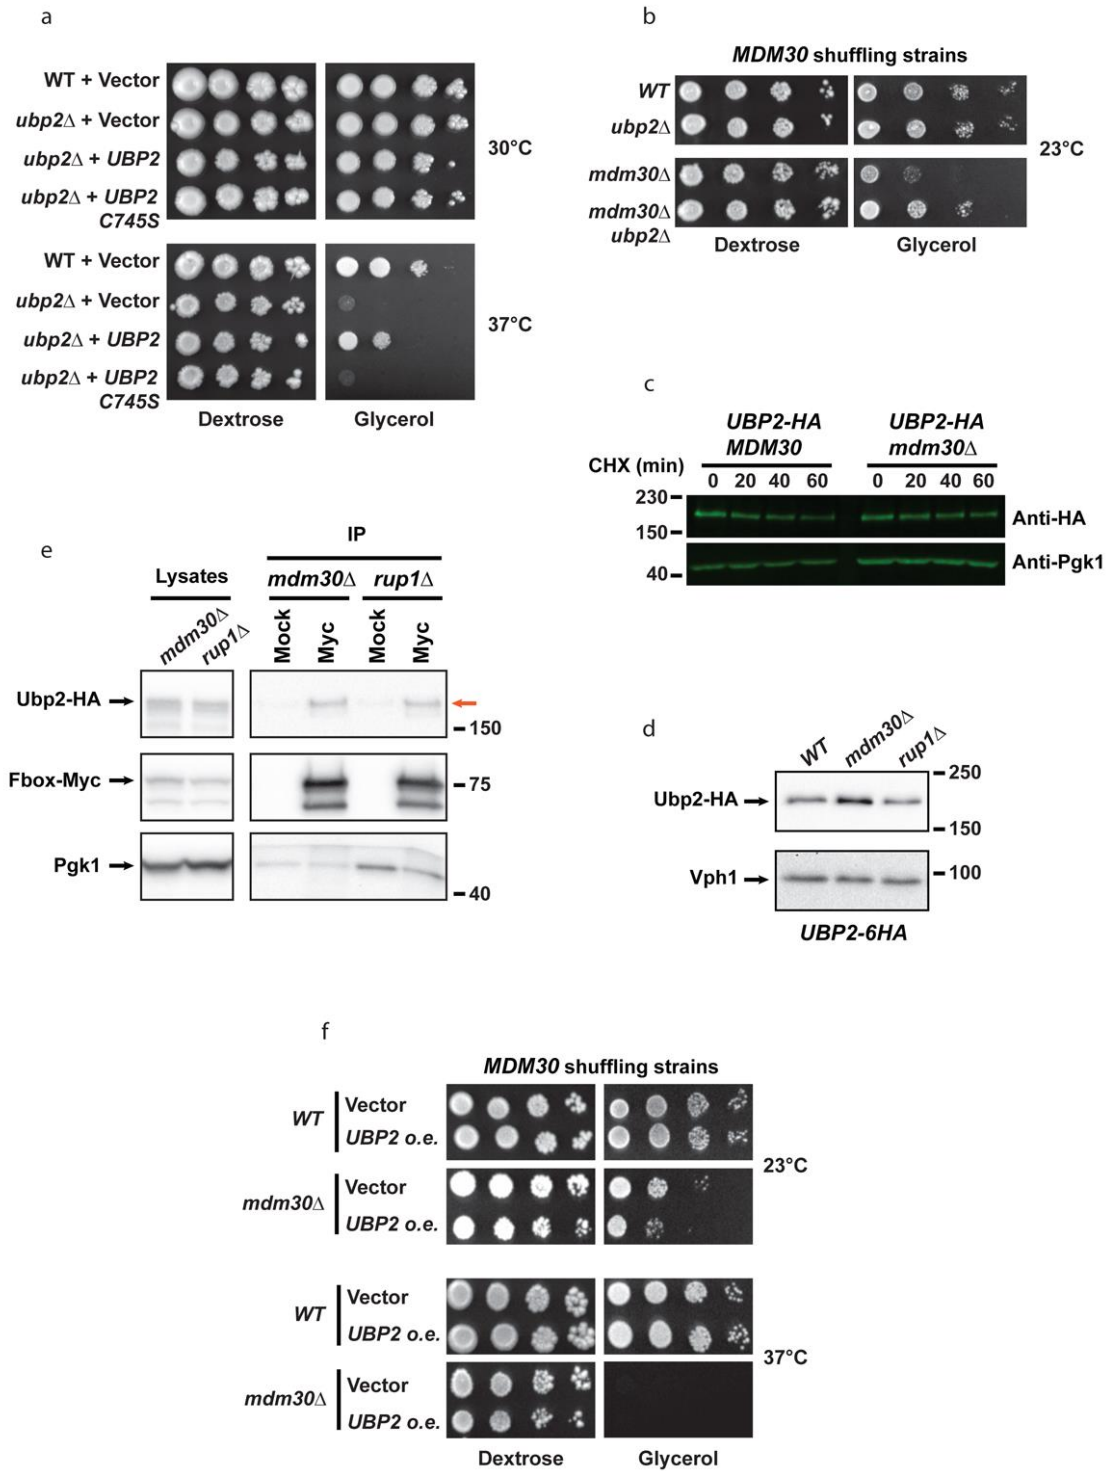 a
WT + Vector
ubp2Δ + Vector
ubp2Δ + UBP2
ubp2Δ + UBP2
C745S
30°C
WT + Vector
ubp2Δ + Vector
ubp2Δ + UBP2
ubp2Δ + UBP2
C745S
37°C
Dextrose Glycerol
b
MDM30 shuffling strains
WT
ubp2Δ
mdm30Δ
mdm30Δ
ubp2Δ
23°C
Dextrose Glycerol
c
UBP2-HA UBP2-HA
MDM30 mdm30Δ
CHX (min)
0 20 40 60 0 20 40 60
230
150
Anti-HA
40
Anti-Pgk1
e
IP
Lysates mdm30Δ rup1Δ
mdm30Δ rup1Δ Mock Myc Mock Myc
Ubp2-HA
150
Fbox-Myc 75
Pgk1
40
d
WT mdm30Δ rup1Δ
250
Ubp2-HA
150
100
Vph1
UBP2-6HA
f
MDM30 shuffling strains
WT Vector
UBP2 o.e.
23°C
mdm30Δ Vector
UBP2 o.e.
WT Vector
UBP2 o.e.
37°C
mdm30Δ Vector
UBP2 o.e.
Dextrose Glycerol